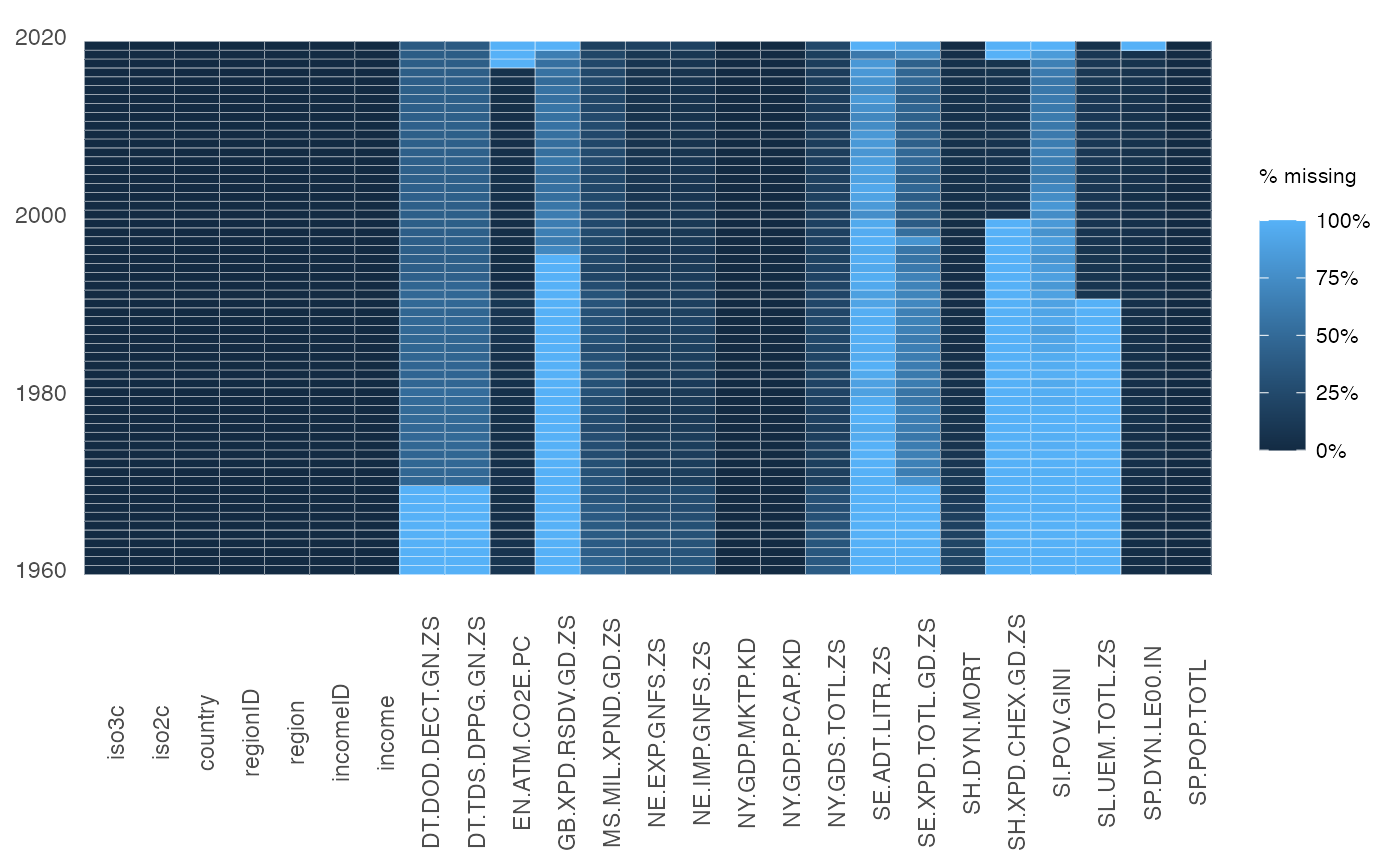 2020
2000
1980
1960
% missing
100%
75%
50%
25%
0%
iso3c
iso2c
country
regionID
region
incomeID
income
DT.DOD.DECT.GN.ZS
DT.TDS.DPPG.GN.ZS
EN.ATM.CO2E.PC
GB.XPD.RSDV.GD.ZS
MS.MIL.XPND.GD.ZS
NE.EXP.GNFS.ZS
NE.IMP.GNFS.ZS
NY.GDP.MKTP.KD
NY.GDP.PCAP.KD
NY.GDS.TOTL.ZS
SE.ADT.LITR.ZS
SE.XPD.TOTL.GD.ZS
SH.DYN.MORT
SH.XPD.CHEX.GD.ZS
SI.POV.GINI
SL.UEM.TOTL.ZS
SP.DYN.LE00.IN
SP.POP.TOTL